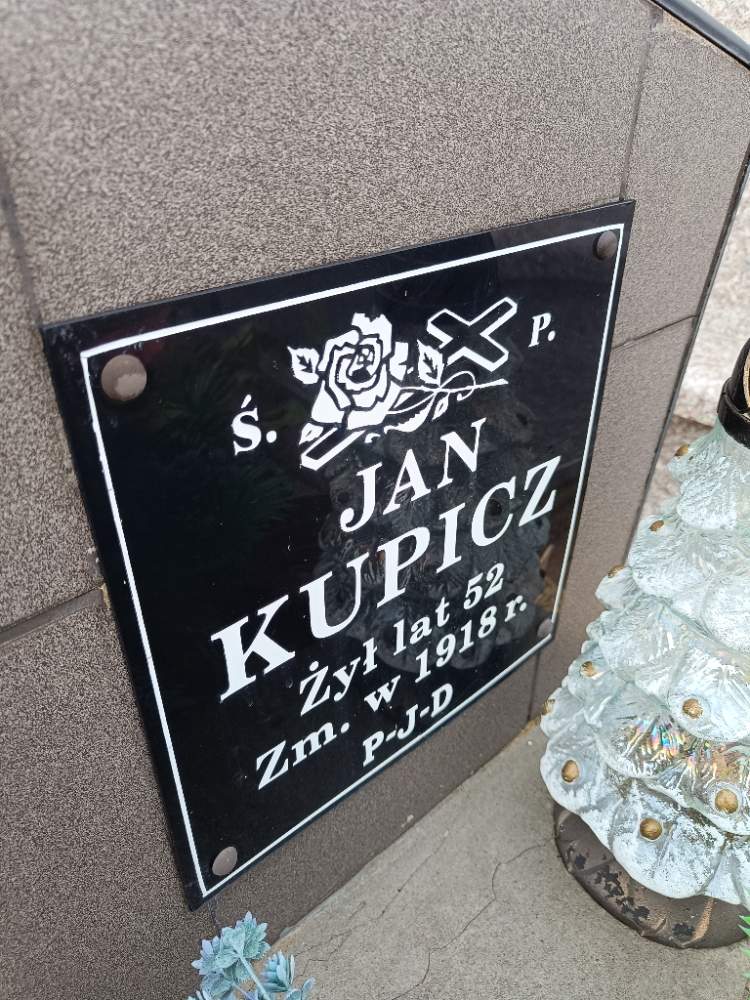 Ś. P.
JAN
KUPICZ
Żył lat 52
Zm. w 1918 r.
P-J-D